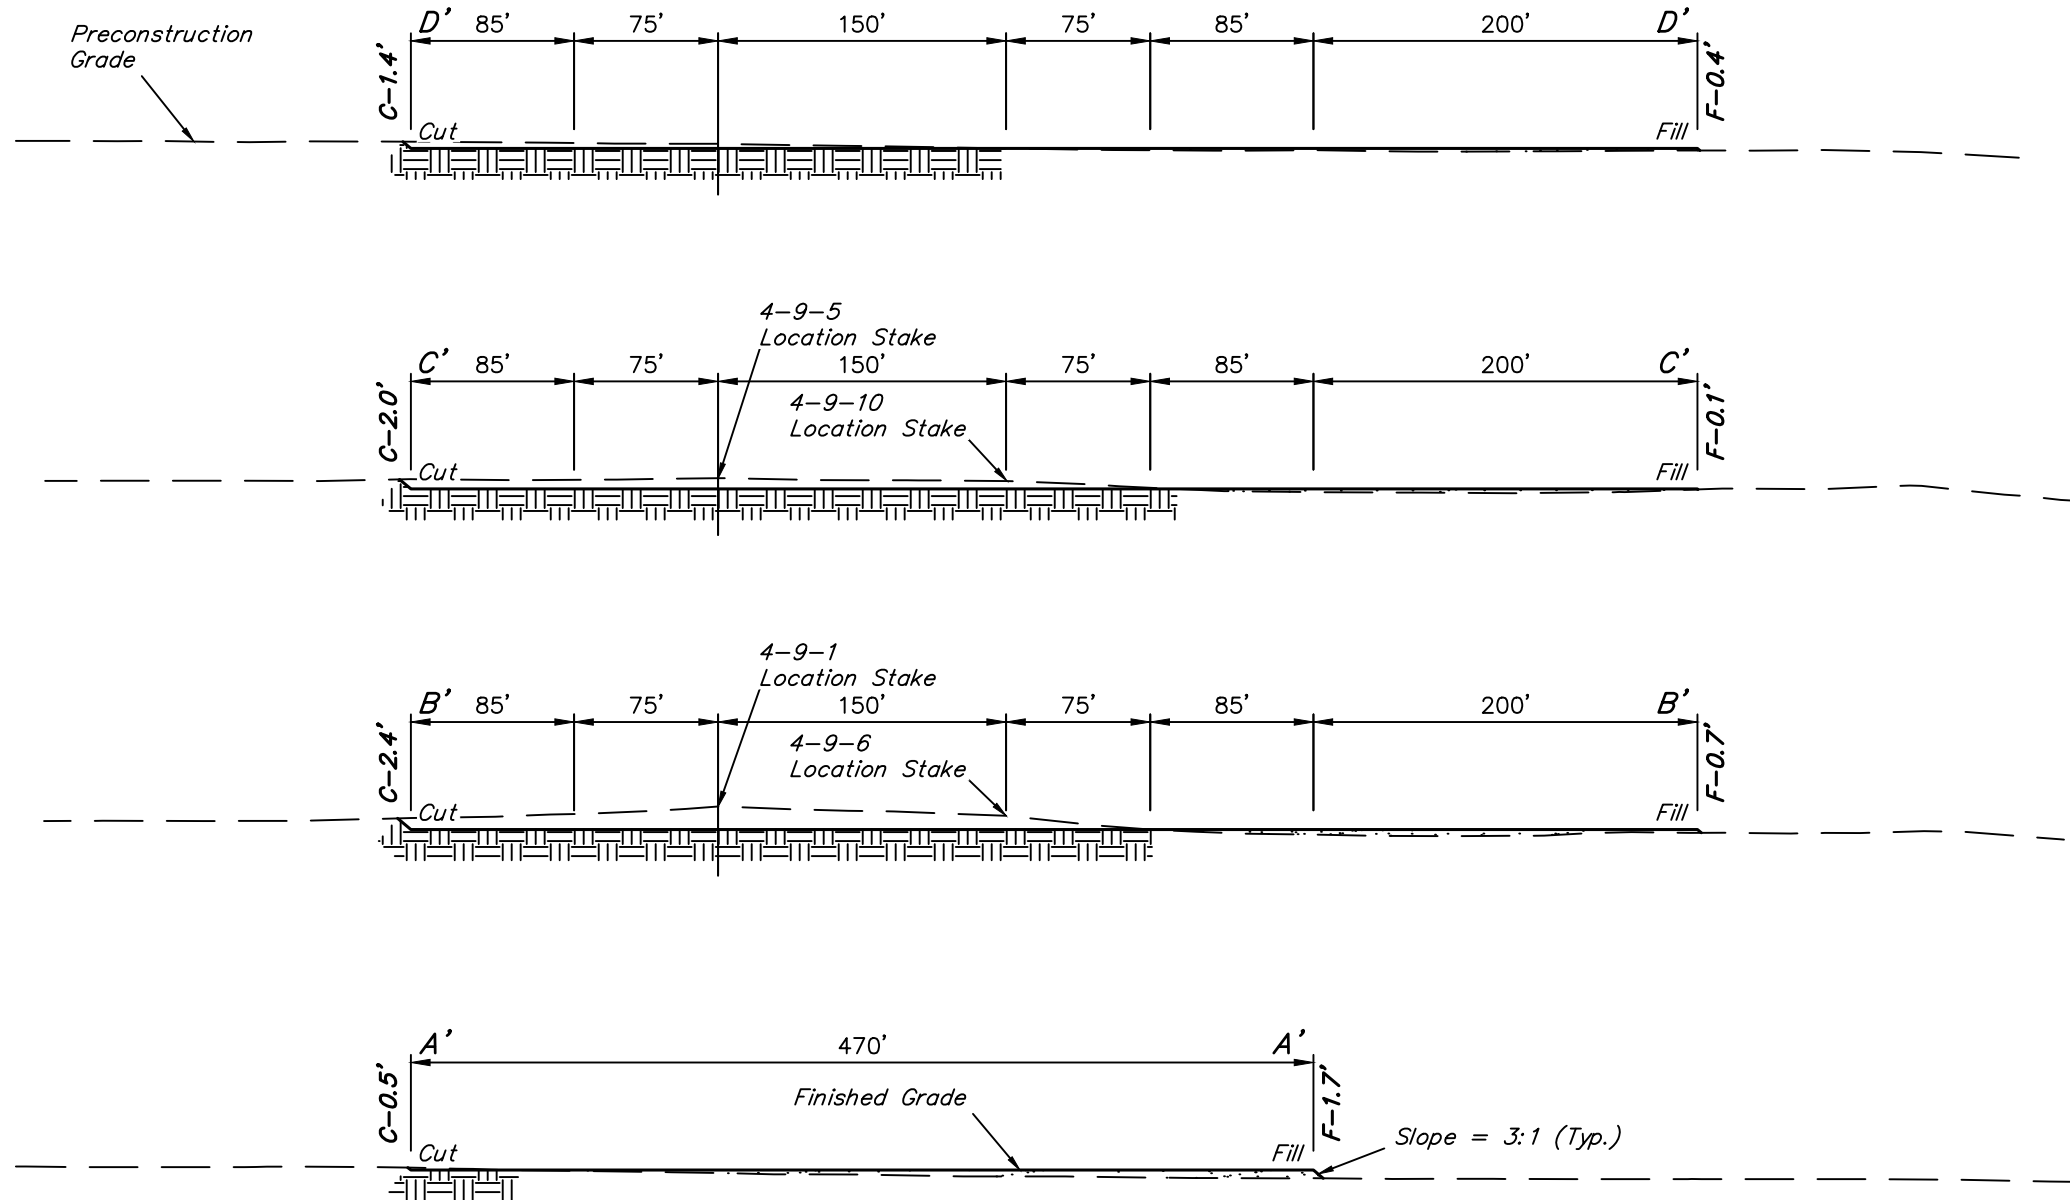 Preconstruction
Grade
D' 85' 75' 150' 75' 85' 200' D'
C-1.4'
F-0.4'
Cut Fill
4-9-5
Location Stake
C' 85' 75' 150' 75' 85' 200' C'
C-2.0'
F-0.1'
4-9-10
Location Stake
Cut Fill
4-9-1
Location Stake
B' 85' 75' 150' 75' 85' 200' B'
C-2.4'
F-0.7'
4-9-6
Location Stake
Cut Fill
A' 470' A'
C-0.5'
F-1.7'
Finished Grade
Slope = 3:1 (Typ.)
Cut Fill